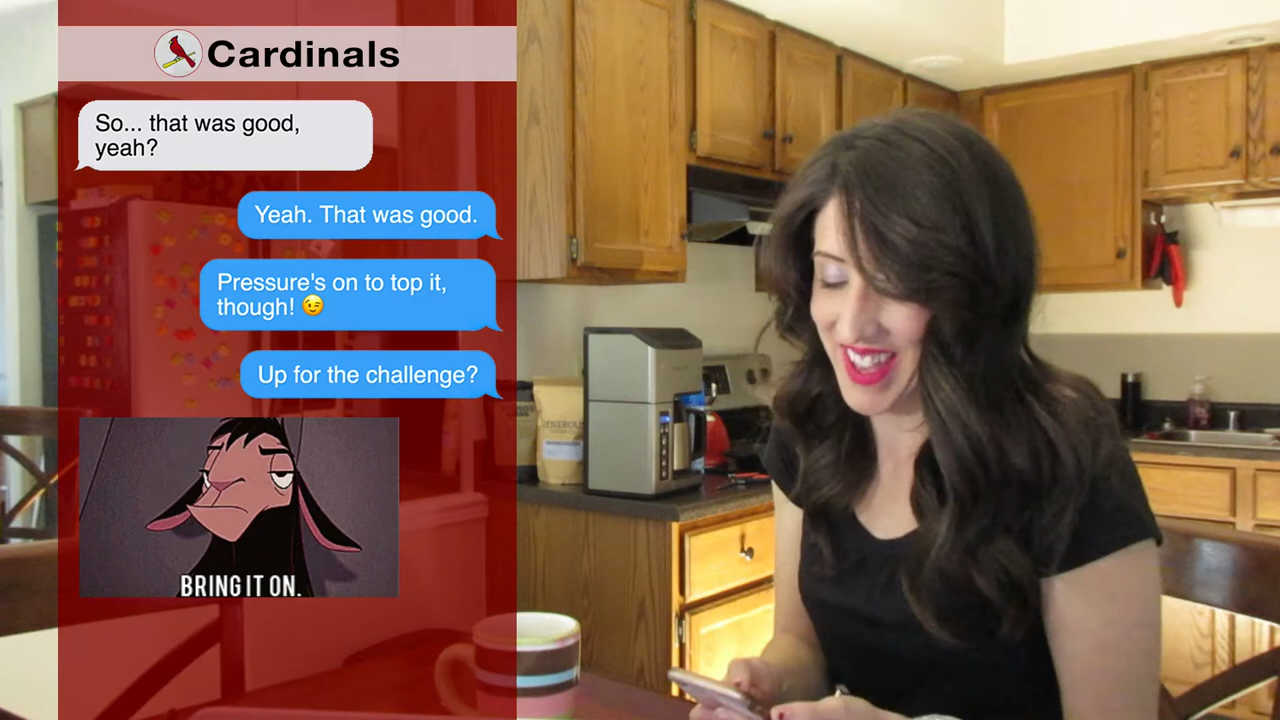 Cardinals
So... that was good,
yeah?
Yeah. That was good.
Pressure's on to top it,
though! 😉
Up for the challenge?
BRING IT ON.